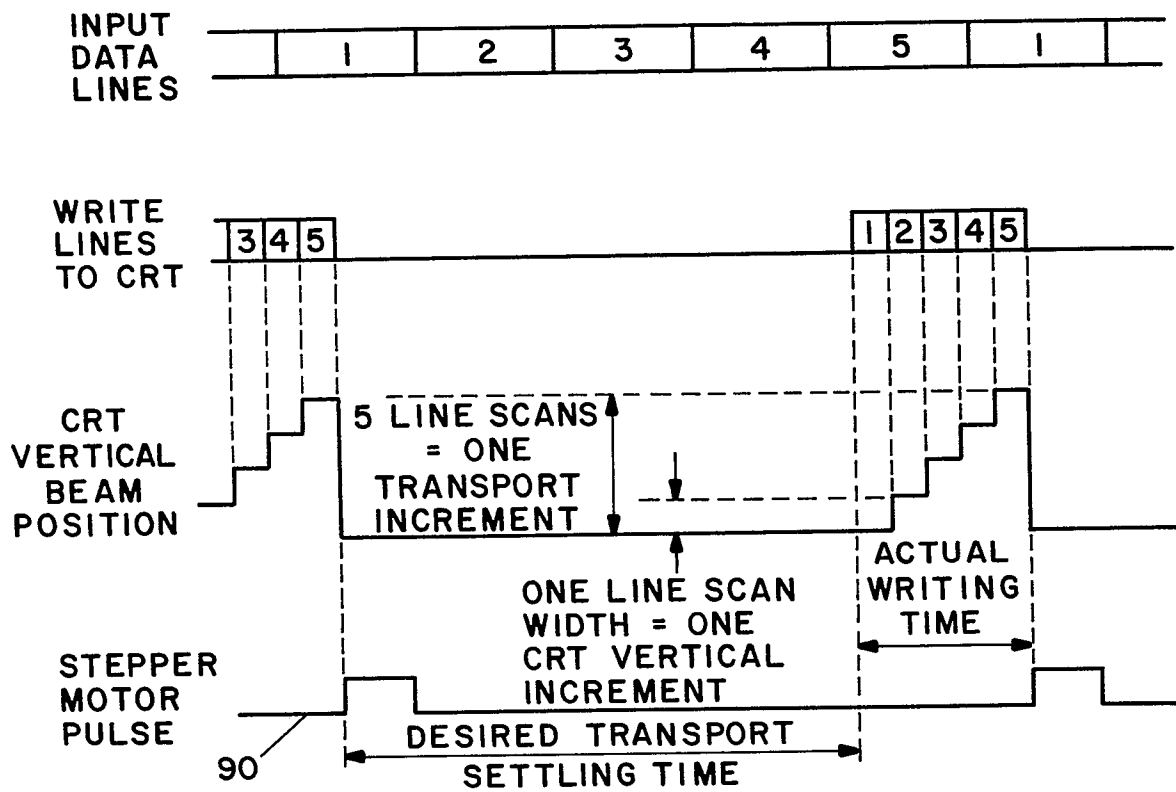 INPUT
DATA
LINES
1 2 3 4 5 1
WRITE
LINES
TO CRT
3 4 5
1 2 3 4 5
CRT
VERTICAL
BEAM
POSITION
5 LINE SCANS
= ONE
TRANSPORT
INCREMENT
ONE LINE SCAN
WIDTH = ONE
CRT VERTICAL
INCREMENT
ACTUAL
WRITING
TIME
STEPPER
MOTOR
PULSE
90
DESIRED TRANSPORT
SETTLING TIME